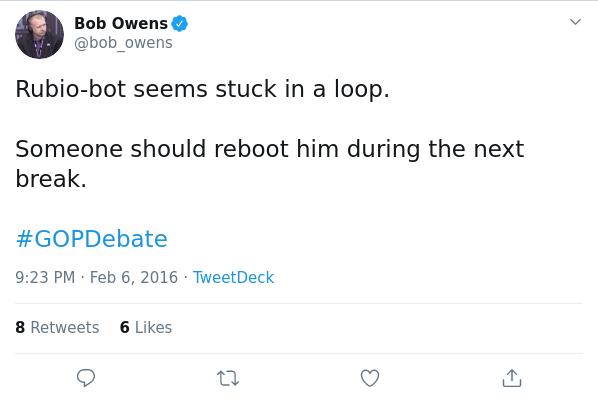 Bob Owens
@bob_owens
Rubio-bot seems stuck in a loop.
Someone should reboot him during the next
break.
#GOPDebate
9:23 PM · Feb 6, 2016 · TweetDeck
8 Retweets 6 Likes